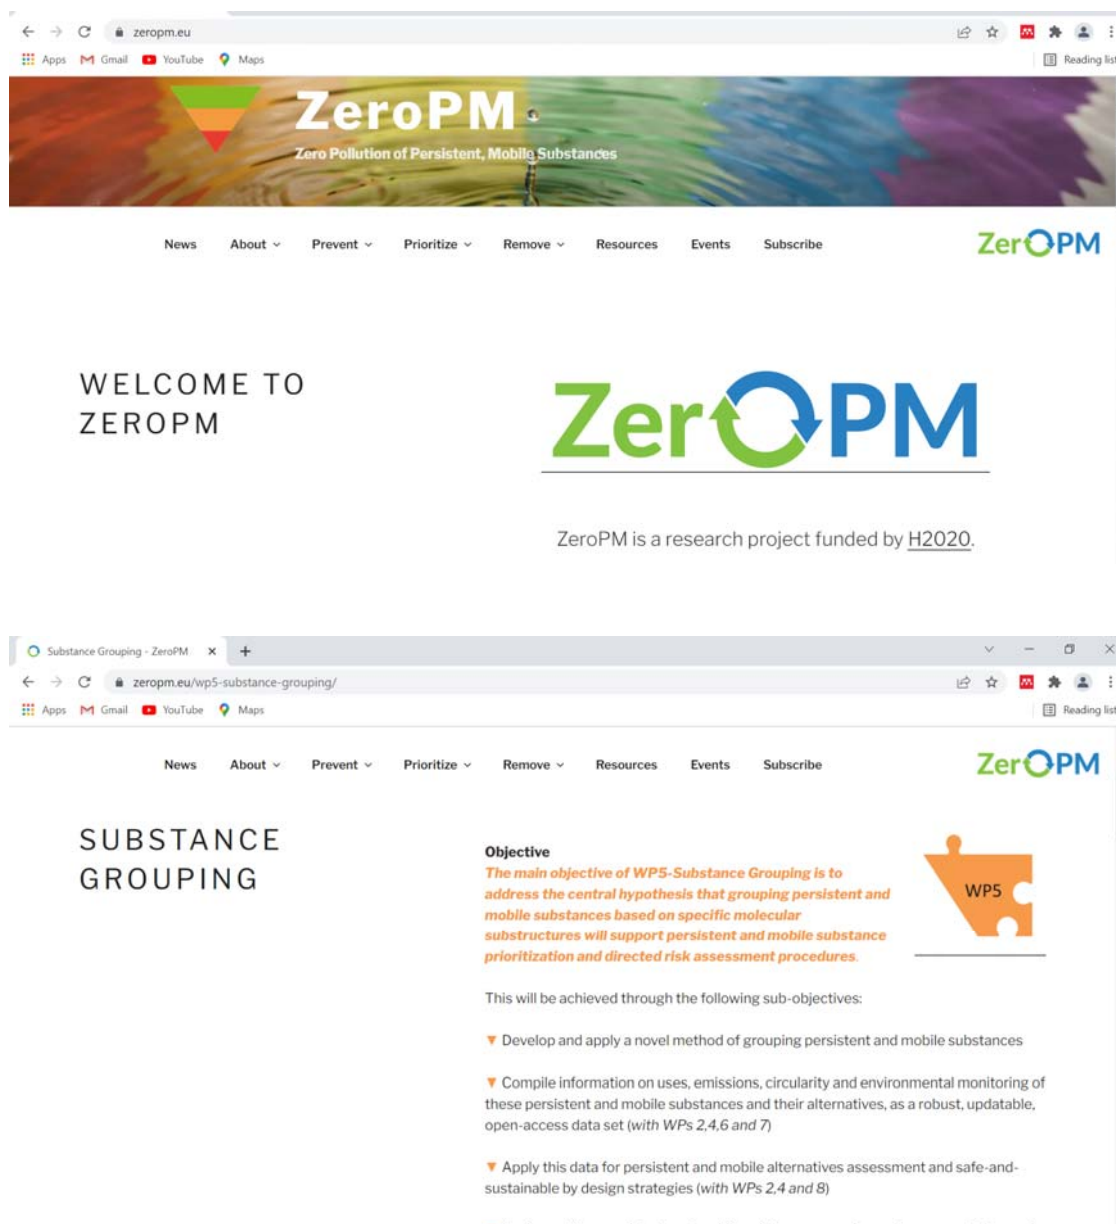 zeropm.eu
Apps Gmail YouTube Maps Reading list
ZeroPM
Zero Pollution of Persistent, Mobile Substances
News About Prevent Prioritize Remove Resources Events Subscribe ZerOPM
WELCOME TO
ZEROPM
ZerOPM
ZeroPM is a research project funded by H2020.
Substance Grouping - ZeroPM
zeropm.eu/wp5-substance-grouping/
Apps Gmail YouTube Maps Reading list
News About Prevent Prioritize Remove Resources Events Subscribe ZerOPM
SUBSTANCE
GROUPING
Objective
The main objective of WP5-Substance Grouping is to
address the central hypothesis that grouping persistent and
mobile substances based on specific molecular
substructures will support persistent and mobile substance
prioritization and directed risk assessment procedures.
WP5
This will be achieved through the following sub-objectives:
▼ Develop and apply a novel method of grouping persistent and mobile substances
▼ Compile information on uses, emissions, circularity and environmental monitoring of
these persistent and mobile substances and their alternatives, as a robust, updatable,
open-access data set (with WPs 2,4,6 and 7)
▼ Apply this data for persistent and mobile alternatives assessment and safe-and-
sustainable by design strategies (with WPs 2,4 and 8)